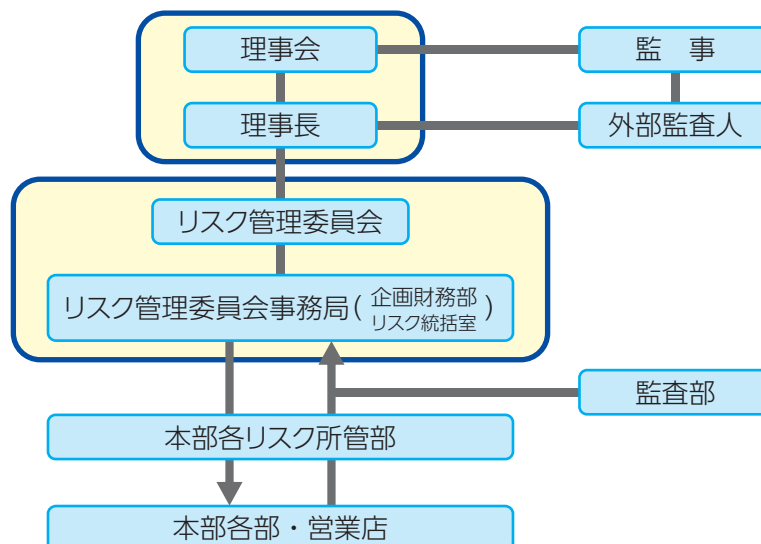 理事会
監　事
理事長
外部監査人
リスク管理委員会
リスク管理委員会事務局(企画財務部
リスク統括室)
監査部
本部各リスク所管部
本部各部・営業店